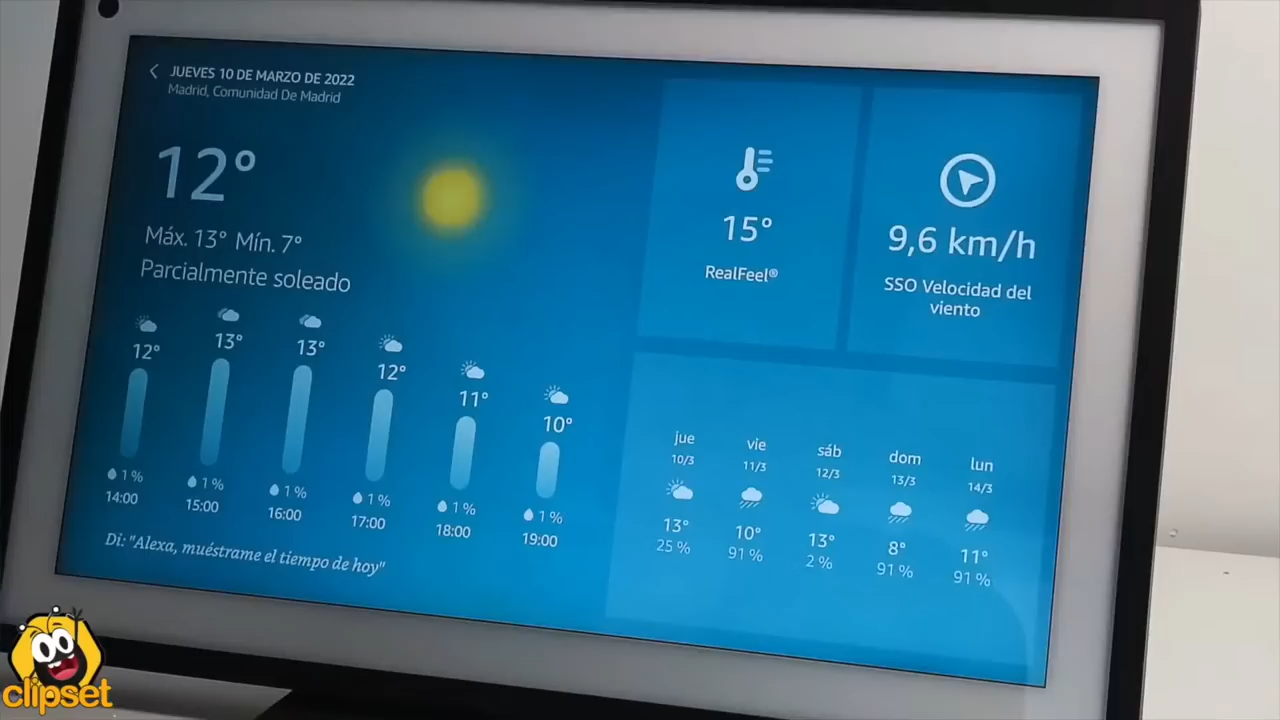 JUEVES 10 DE MARZO DE 2022
Madrid, Comunidad De Madrid
12°
Máx. 13° Mín. 7°
Parcialmente soleado
12° 13° 13° 12° 11° 10°
1 % 1 % 1 % 1 % 1 % 1 %
14:00 15:00 16:00 17:00 18:00 19:00
Di: "Alexa, muéstrame el tiempo de hoy"
15°
RealFeel®
9,6 km/h
SSO Velocidad del
viento
jue vie sáb dom lun
10/3 11/3 12/3 13/3 14/3
13° 10° 13° 8° 11°
25 % 91 % 2 % 91 % 91 %
clipset